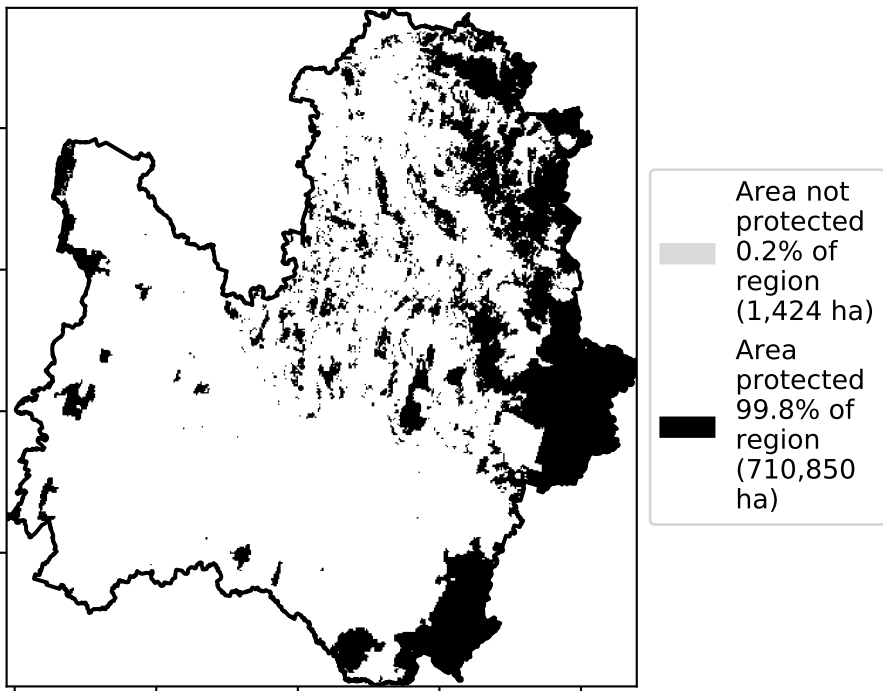 Area not
protected
0.2% of
region
(1,424 ha)
Area
protected
99.8% of
region
(710,850
ha)